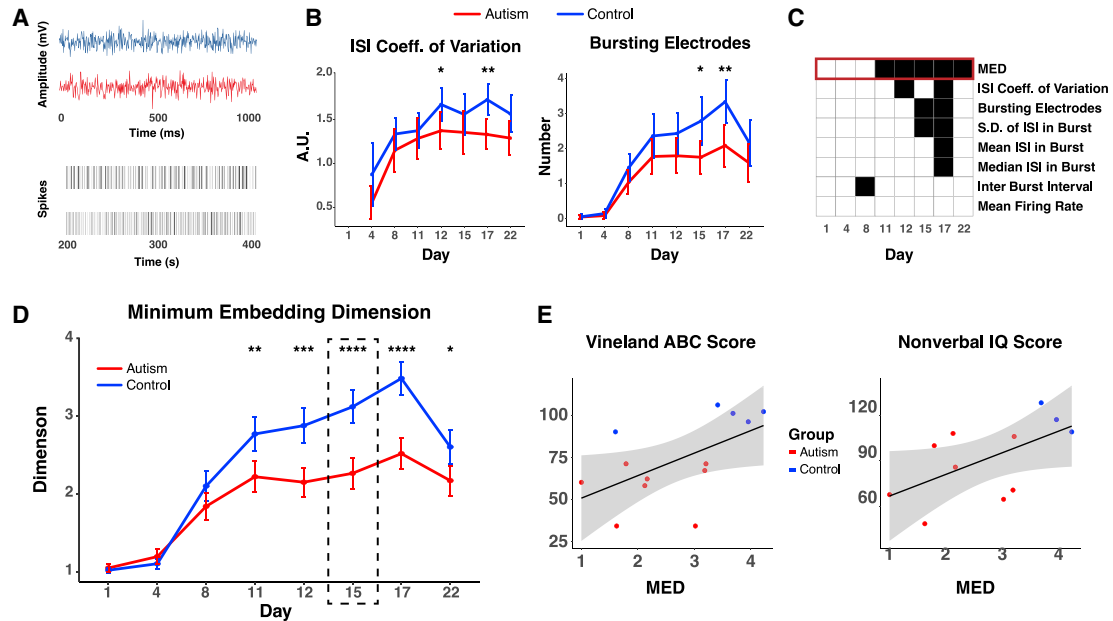 A
Amplitude (mV)
0 500 1000
Time (ms)
Spikes
200 300 400
Time (s)
B
Autism Control
ISI Coeff. of Variation
A.U.
2.0
1.5
1.0
0.5
*
**
1 4 8 11 12 15 17 22
Day
Bursting Electrodes
Number
4
3
2
1
0
*
**
1 4 8 11 12 15 17 22
Day
C
MED
ISI Coeff. of Variation
Bursting Electrodes
S.D. of ISI in Burst
Mean ISI in Burst
Median ISI in Burst
Inter Burst Interval
Mean Firing Rate
1 4 8 11 12 15 17 22
Day
D
Minimum Embedding Dimension
Dimenson
4
3
2
1
Autism
Control
** *** **** **** *
1 4 8 11 12 15 17 22
Day
E
Vineland ABC Score
100
75
50
25
1 2 3 4
MED
Group
Autism
Control
Nonverbal IQ Score
120
90
60
1 2 3 4
MED